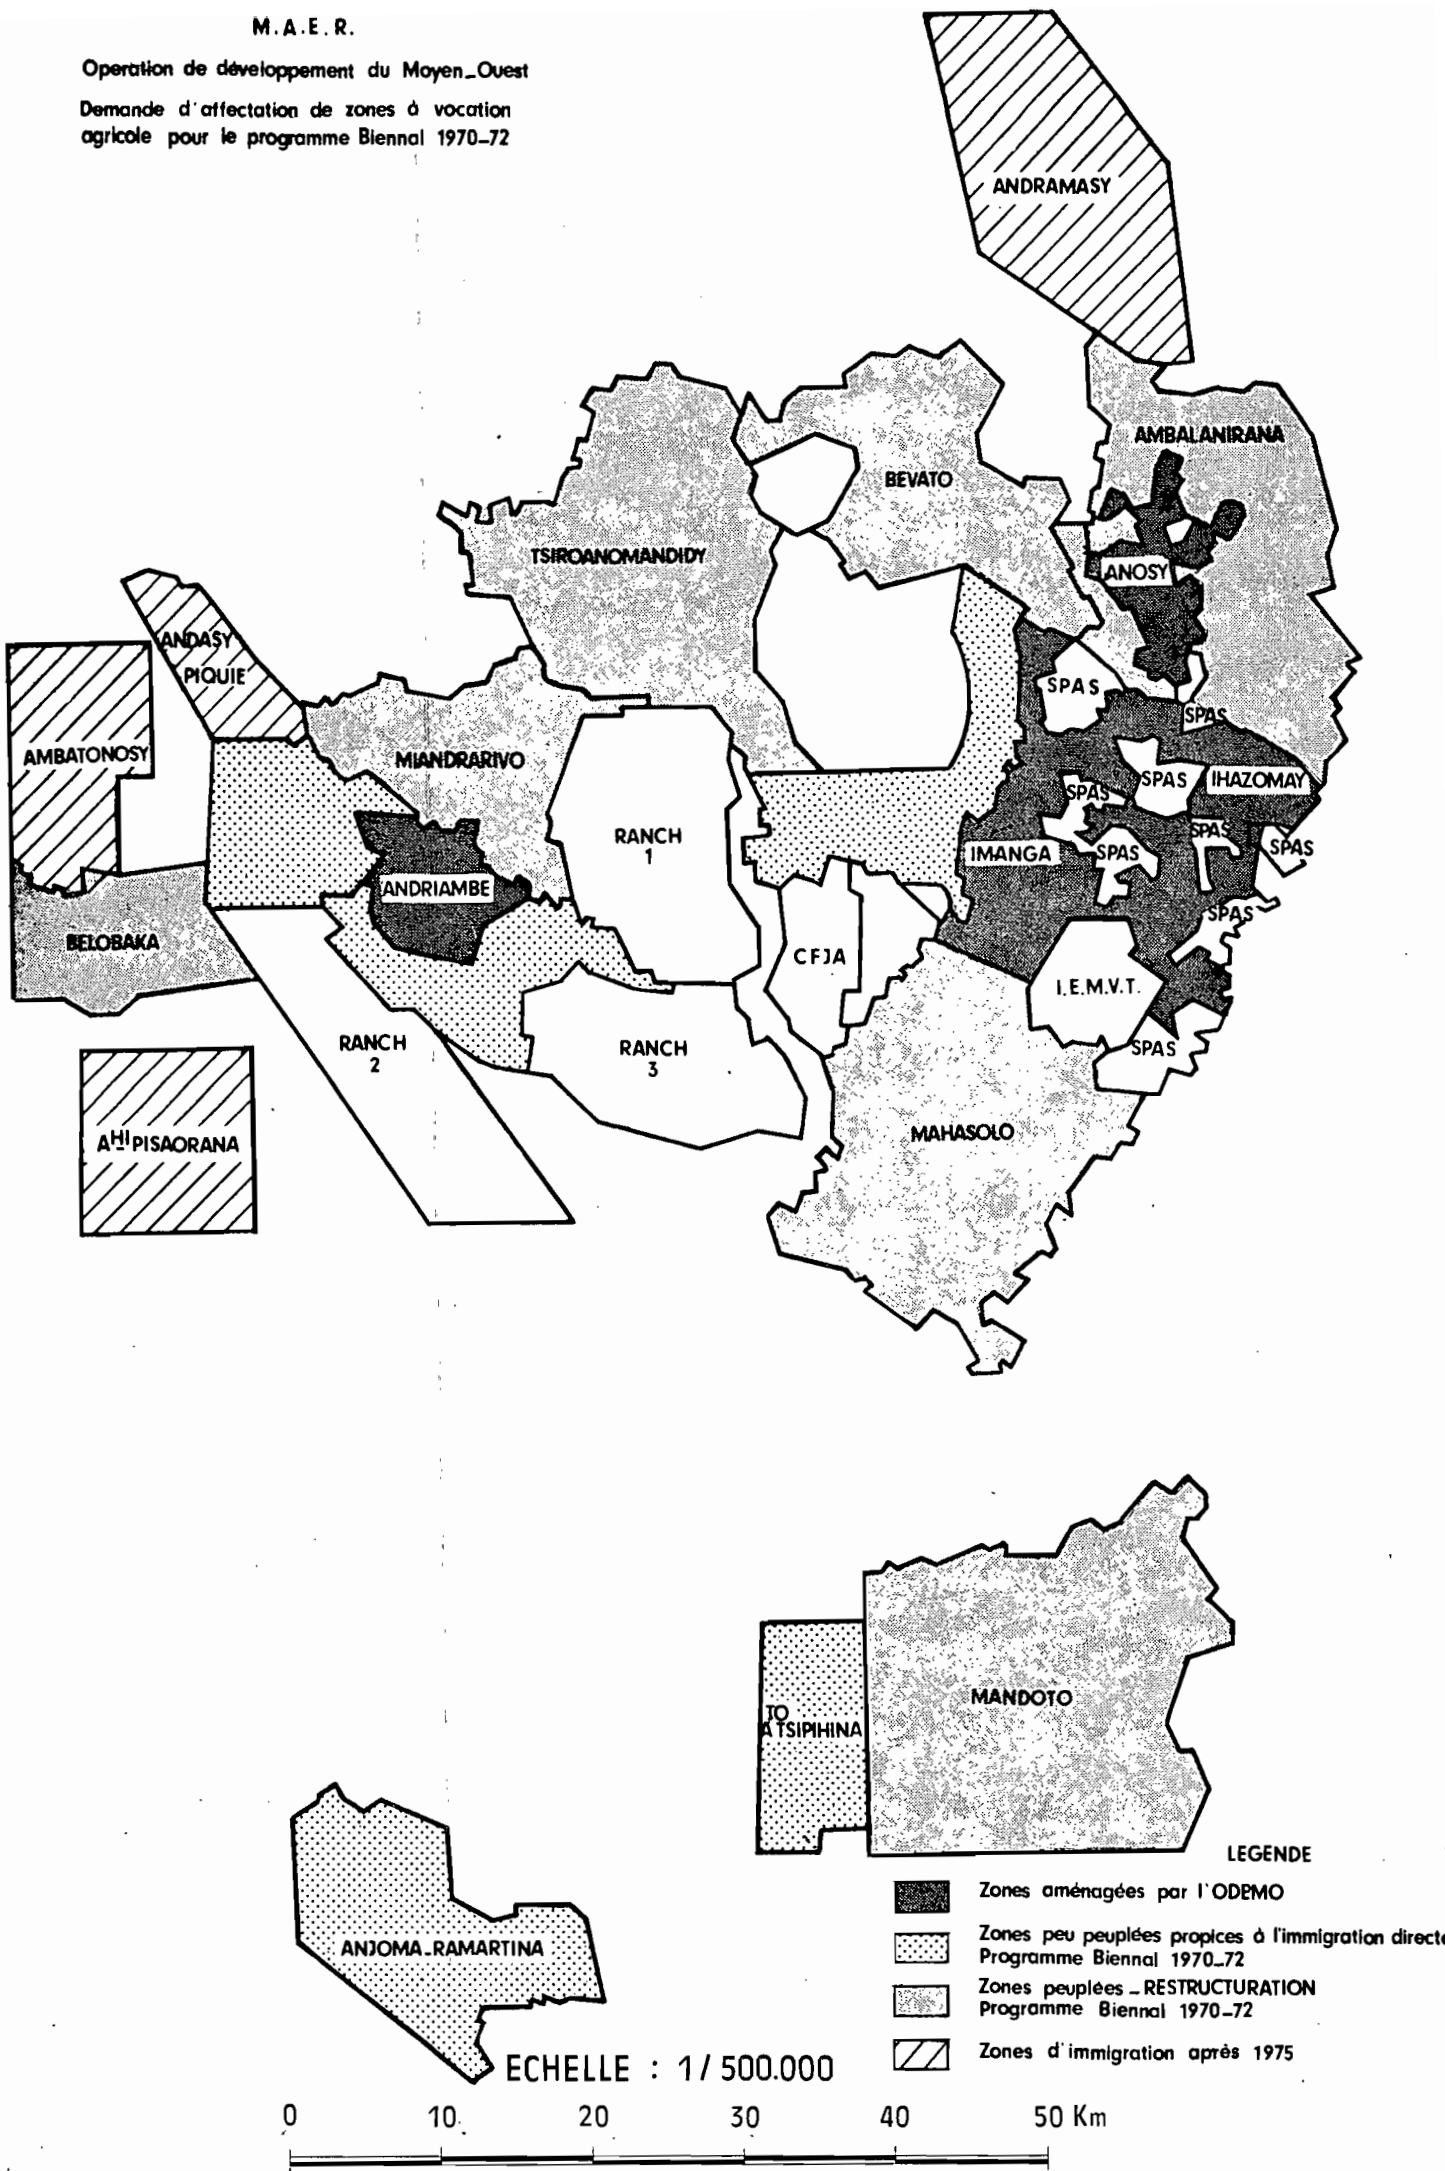 M.A.E.R.
Operation de développement du Moyen_Ouest
Demande d'affectation de zones à vocation
agricole pour le programme Biennal 1970-72
ANDRAMASY
AMBALANIRANA
BEVATO
TSIROANOMANDIDY
ANOSY
ANDASY
PIQUIE
SPAS
SPAS
AMBATONOSY
MIANDRARIVO
SPAS
IHAZOMAY
SPAS
RANCH
1
SPAS
SPAS
IMANGA
SPAS
ANDRIAMBE
SPAS
BELOBAKA
CFJA
I.E.M.V.T.
RANCH
2
RANCH
3
SPAS
AHI PISAORANA
MAHASOLO
MANDOTO
TO
A TSIPIHINA
ANJOMA_RAMARTINA
LEGENDE
Zones aménagées par l'ODEMO
Zones peu peuplées propices à l'immigration directe
Programme Biennal 1970_72
Zones peuplées _ RESTRUCTURATION
Programme Biennal 1970-72
Zones d'immigration après 1975
ECHELLE : 1/500.000
0 10 20 30 40 50 Km